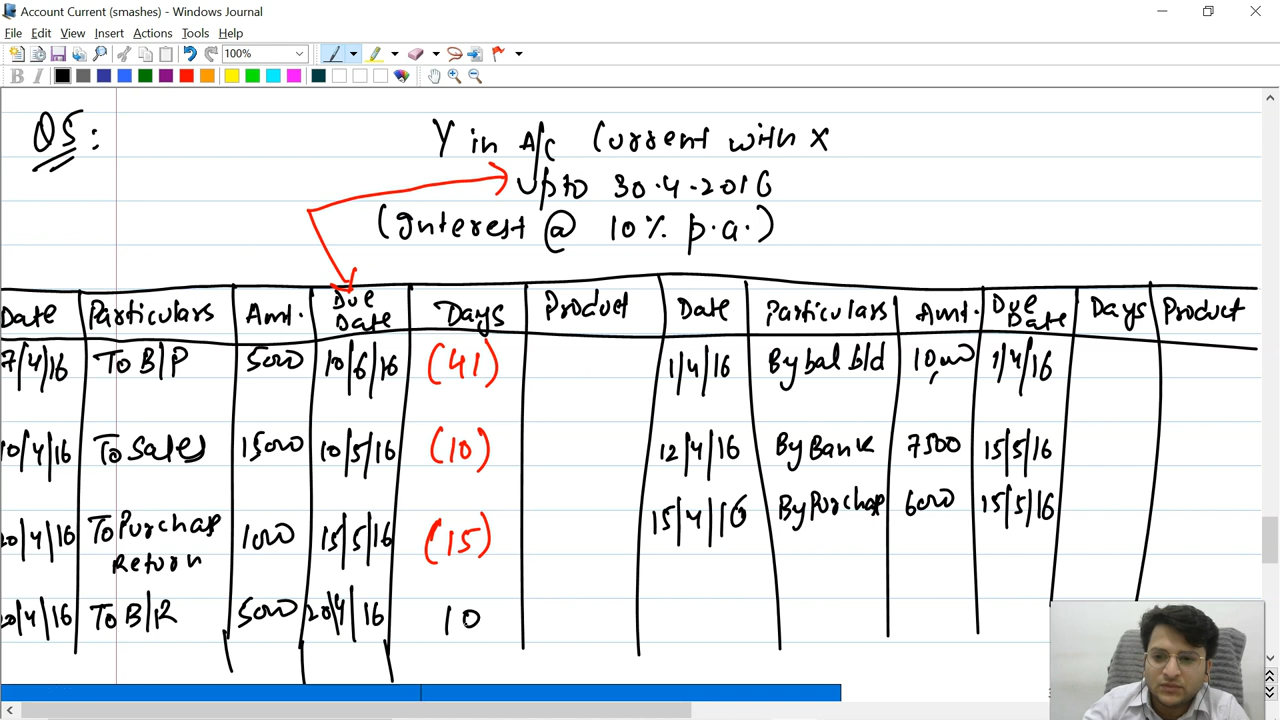 Account Current (smashes) - Windows Journal
File Edit View Insert Actions Tools Help
100%
B I
Q5:
Y in A/C Current with X
upto 30.4.2016
(Interest @ 10% p.a.)
Date Particulars Amt. Due Date Days Product Date Particulars Amt. Due Date Days Product
7/4/16 To B/P 5000 10/6/16 (41) 1/4/16 By bal b/d 10,000 1/4/16
10/4/16 To Sales 15000 10/5/16 (10) 12/4/16 By Bank 7500 15/5/16
15/4/16 By Purchas 6000 15/5/16
20/4/16 To Purchas Return 1000 15/5/16 (15)
20/4/16 To B/R 5000 20/4/16 10